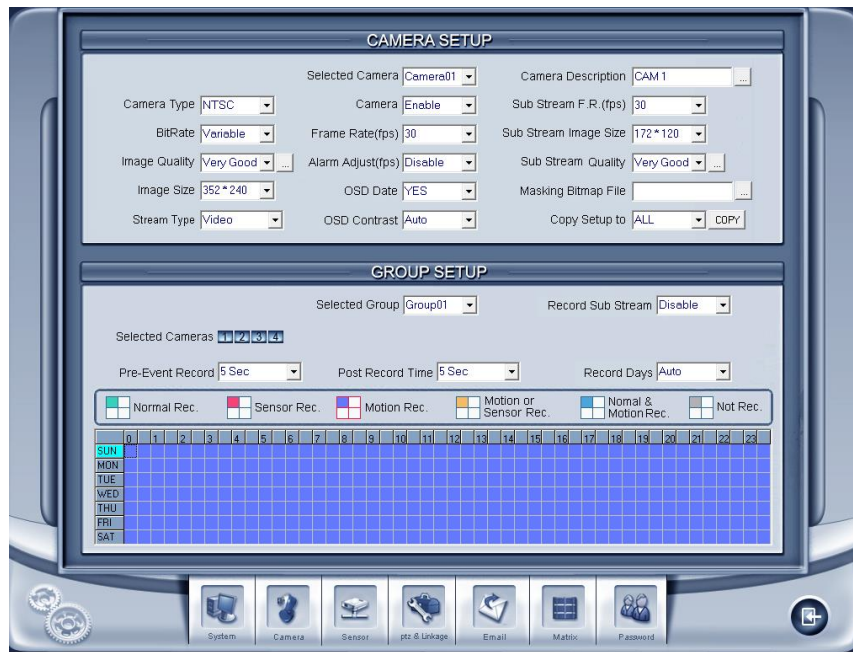 CAMERA SETUP
Selected Camera Camera01 Camera Description CAM 1 ...
Camera Type NTSC Camera Enable Sub Stream F.R.(fps) 30
BitRate Variable Frame Rate(fps) 30 Sub Stream Image Size 172*120
Image Quality Very Good ... Alarm Adjust(fps) Disable Sub Stream Quality Very Good ...
Image Size 352*240 OSD Date YES Masking Bitmap File ...
Stream Type Video OSD Contrast Auto Copy Setup to ALL COPY
GROUP SETUP
Selected Group Group01 Record Sub Stream Disable
Selected Cameras 1 2 3 4
Pre-Event Record 5 Sec Post Record Time 5 Sec Record Days Auto
Normal Rec. Sensor Rec. Motion Rec. Motion or Sensor Rec. Nomal & Motion Rec. Not Rec.
0 1 2 3 4 5 6 7 8 9 10 11 12 13 14 15 16 17 18 19 20 21 22 23
SUN
MON
TUE
WED
THU
FRI
SAT
System Camera Sensor ptz & Linkage Email Matrix Password